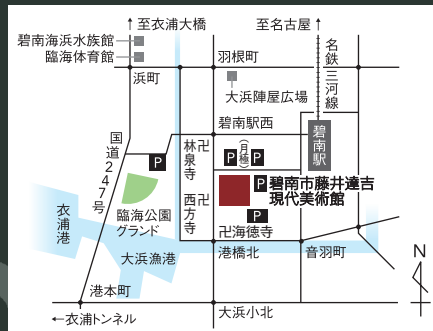 至衣浦大橋
至名古屋
碧南海浜水族館
臨海体育館
浜町
羽根町
名鉄三河線
大浜陣屋広場
碧南駅西
碧南駅
(月極)
P
P
P
国道247号
林泉寺
卍
西方寺
卍
P
碧南市藤井達吉
現代美術館
P
臨海公園
グランド
衣浦港
卍海徳寺
大浜漁港
港橋北
音羽町
港本町
大浜小北
←衣浦トンネル
N